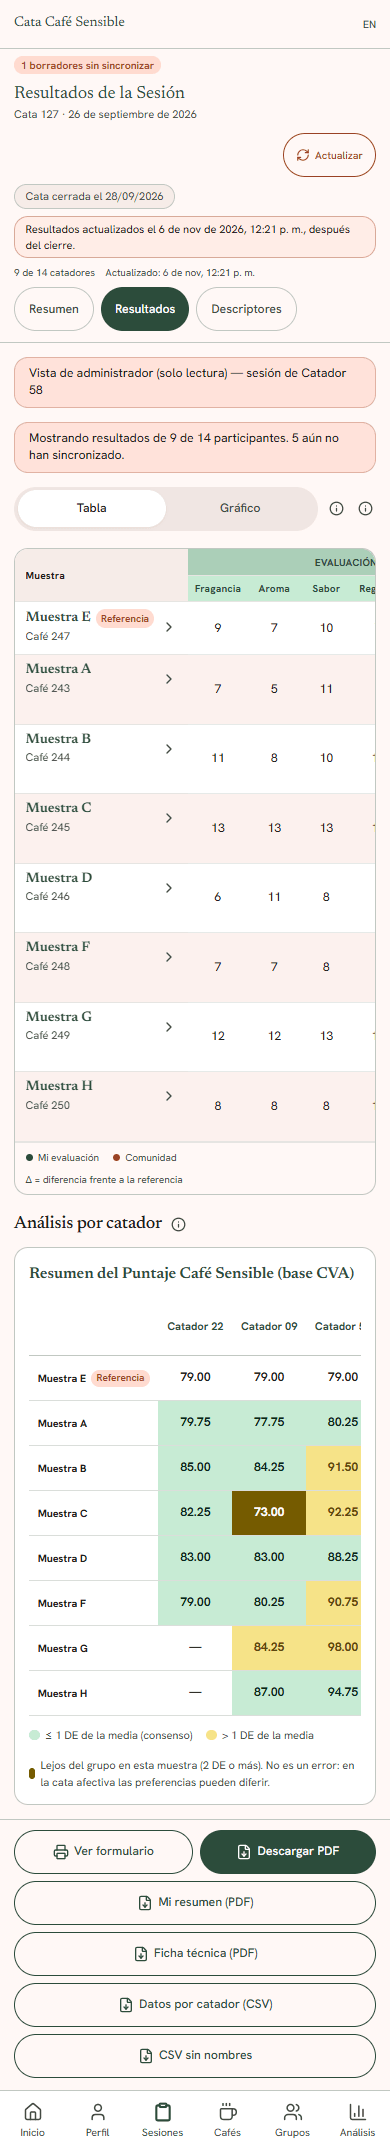 Cata Café Sensible
EN
1 borradores sin sincronizar
Resultados de la Sesión
Cata 127 · 26 de septiembre de 2026
Actualizar
Cata cerrada el 28/09/2026
Resultados actualizados el 6 de nov de 2026, 12:21 p. m., después
del cierre.
9 de 14 catadores Actualizado: 6 de nov, 12:21 p. m.
Resumen Resultados Descriptores
Vista de administrador (solo lectura) — sesión de Catador
58
Mostrando resultados de 9 de 14 participantes. 5 aún no
han sincronizado.
Tabla Gráfico
Muestra EVALUACIÓN
Fragancia Aroma Sabor Reg
Muestra E Referencia
Café 247
9 7 10
Muestra A
Café 243
7 5 11
Muestra B
Café 244
11 8 10
Muestra C
Café 245
13 13 13
Muestra D
Café 246
6 11 8
Muestra F
Café 248
7 7 8
Muestra G
Café 249
12 12 13
Muestra H
Café 250
8 8 8
Mi evaluación Comunidad
Δ = diferencia frente a la referencia
Análisis por catador
Resumen del Puntaje Café Sensible (base CVA)
Catador 22 Catador 09 Catador
Muestra E Referencia 79.00 79.00 79.00
Muestra A 79.75 77.75 80.25
Muestra B 85.00 84.25 91.50
Muestra C 82.25 73.00 92.25
Muestra D 83.00 83.00 88.25
Muestra F 79.00 80.25 90.75
Muestra G — 84.25 98.00
Muestra H — 87.00 94.75
≤ 1 DE de la media (consenso) > 1 DE de la media
Lejos del grupo en esta muestra (2 DE o más). No es un error: en
la cata afectiva las preferencias pueden diferir.
Ver formulario Descargar PDF
Mi resumen (PDF)
Ficha técnica (PDF)
Datos por catador (CSV)
CSV sin nombres
Inicio Perfil Sesiones Cafés Grupos Análisis